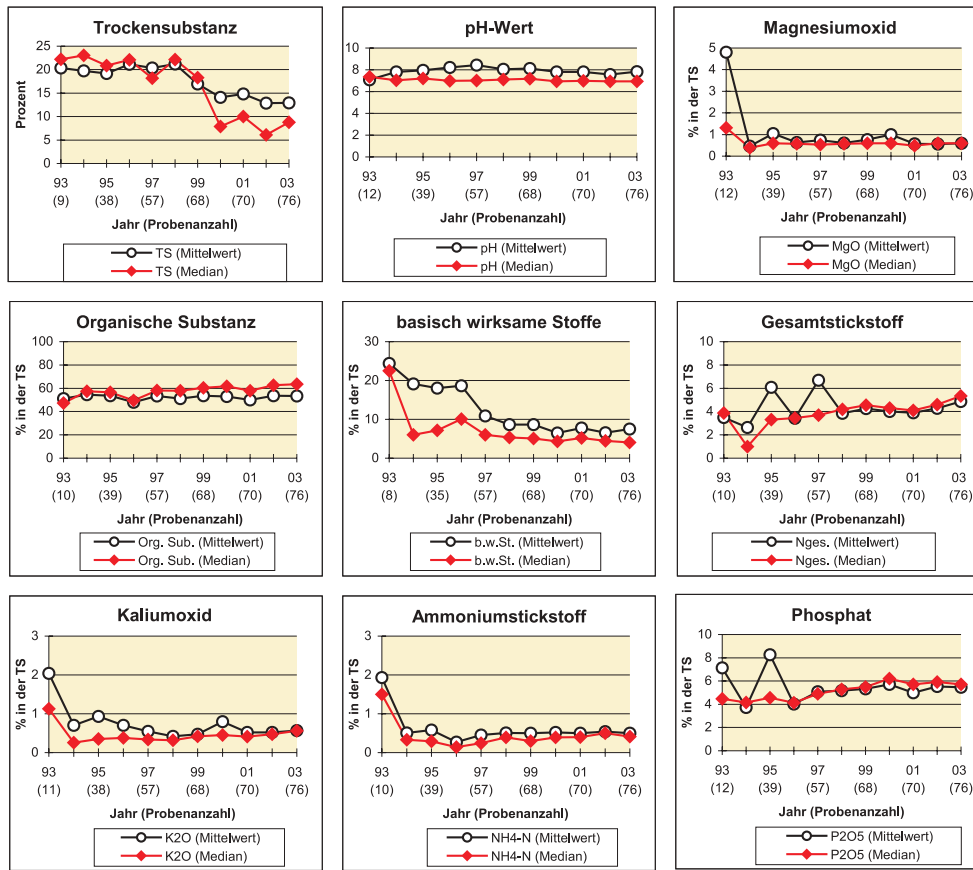 Trockensubstanz
25
20
15
10
5
0
Prozent
93 95 97 99 01 03
(9) (38) (57) (68) (70) (76)
Jahr (Probenanzahl)
TS (Mittelwert)
TS (Median)
pH-Wert
10
8
6
4
2
0
93 95 97 99 01 03
(12) (39) (57) (68) (70) (76)
Jahr (Probenanzahl)
pH (Mittelwert)
pH (Median)
Magnesiumoxid
5
4
3
2
1
0
% in der TS
93 95 97 99 01 03
(12) (39) (57) (68) (70) (76)
Jahr (Probenanzahl)
MgO (Mittelwert)
MgO (Median)
Organische Substanz
100
80
60
40
20
0
% in der TS
93 95 97 99 01 03
(10) (39) (57) (68) (70) (76)
Jahr (Probenanzahl)
Org. Sub. (Mittelwert)
Org. Sub. (Median)
basisch wirksame Stoffe
30
20
10
0
% in der TS
93 95 97 99 01 03
(8) (35) (57) (68) (70) (76)
Jahr (Probenanzahl)
b.w.St. (Mittelwert)
b.w.St. (Median)
Gesamtstickstoff
10
8
6
4
2
0
% in der TS
93 95 97 99 01 03
(10) (39) (57) (68) (70) (76)
Jahr (Probenanzahl)
Nges. (Mittelwert)
Nges. (Median)
Kaliumoxid
3
2
1
0
% in der TS
93 95 97 99 01 03
(11) (38) (57) (68) (70) (76)
Jahr (Probenanzahl)
K2O (Mittelwert)
K2O (Median)
Ammoniumstickstoff
3
2
1
0
% in der TS
93 95 97 99 01 03
(10) (39) (57) (68) (70) (76)
Jahr (Probenanzahl)
NH4-N (Mittelwert)
NH4-N (Median)
Phosphat
10
8
6
4
2
0
% in der TS
93 95 97 99 01 03
(12) (39) (57) (68) (70) (76)
Jahr (Probenanzahl)
P2O5 (Mittelwert)
P2O5 (Median)